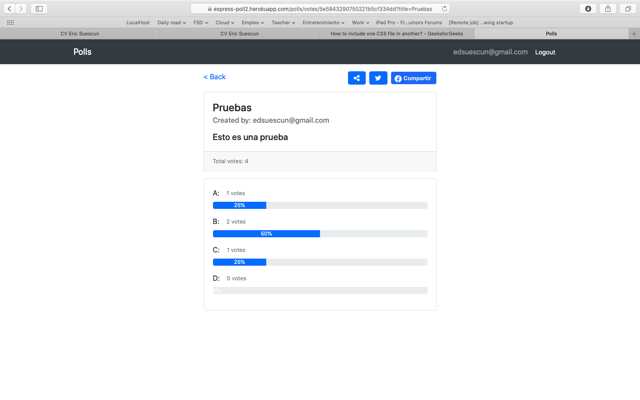 express-poll2.herokuapp.com/polls/votes/5e5843290750221b5cf334dd?title=Pruebas
LocalHost Daily read FSD Cloud Empleo Teacher Entretenimiento Work iPad Pro - Fr...umors Forums [Remote job] ...wing startup
CV Eric Suescun CV Eric Suescun How to include one CSS file in another? - GeeksforGeeks Polls
Polls edsuescun@gmail.com Logout
< Back Compartir
Pruebas
Created by: edsuescun@gmail.com
Esto es una prueba
Total votes: 4
A: 1 votes
25%
B: 2 votes
50%
C: 1 votes
25%
D: 0 votes